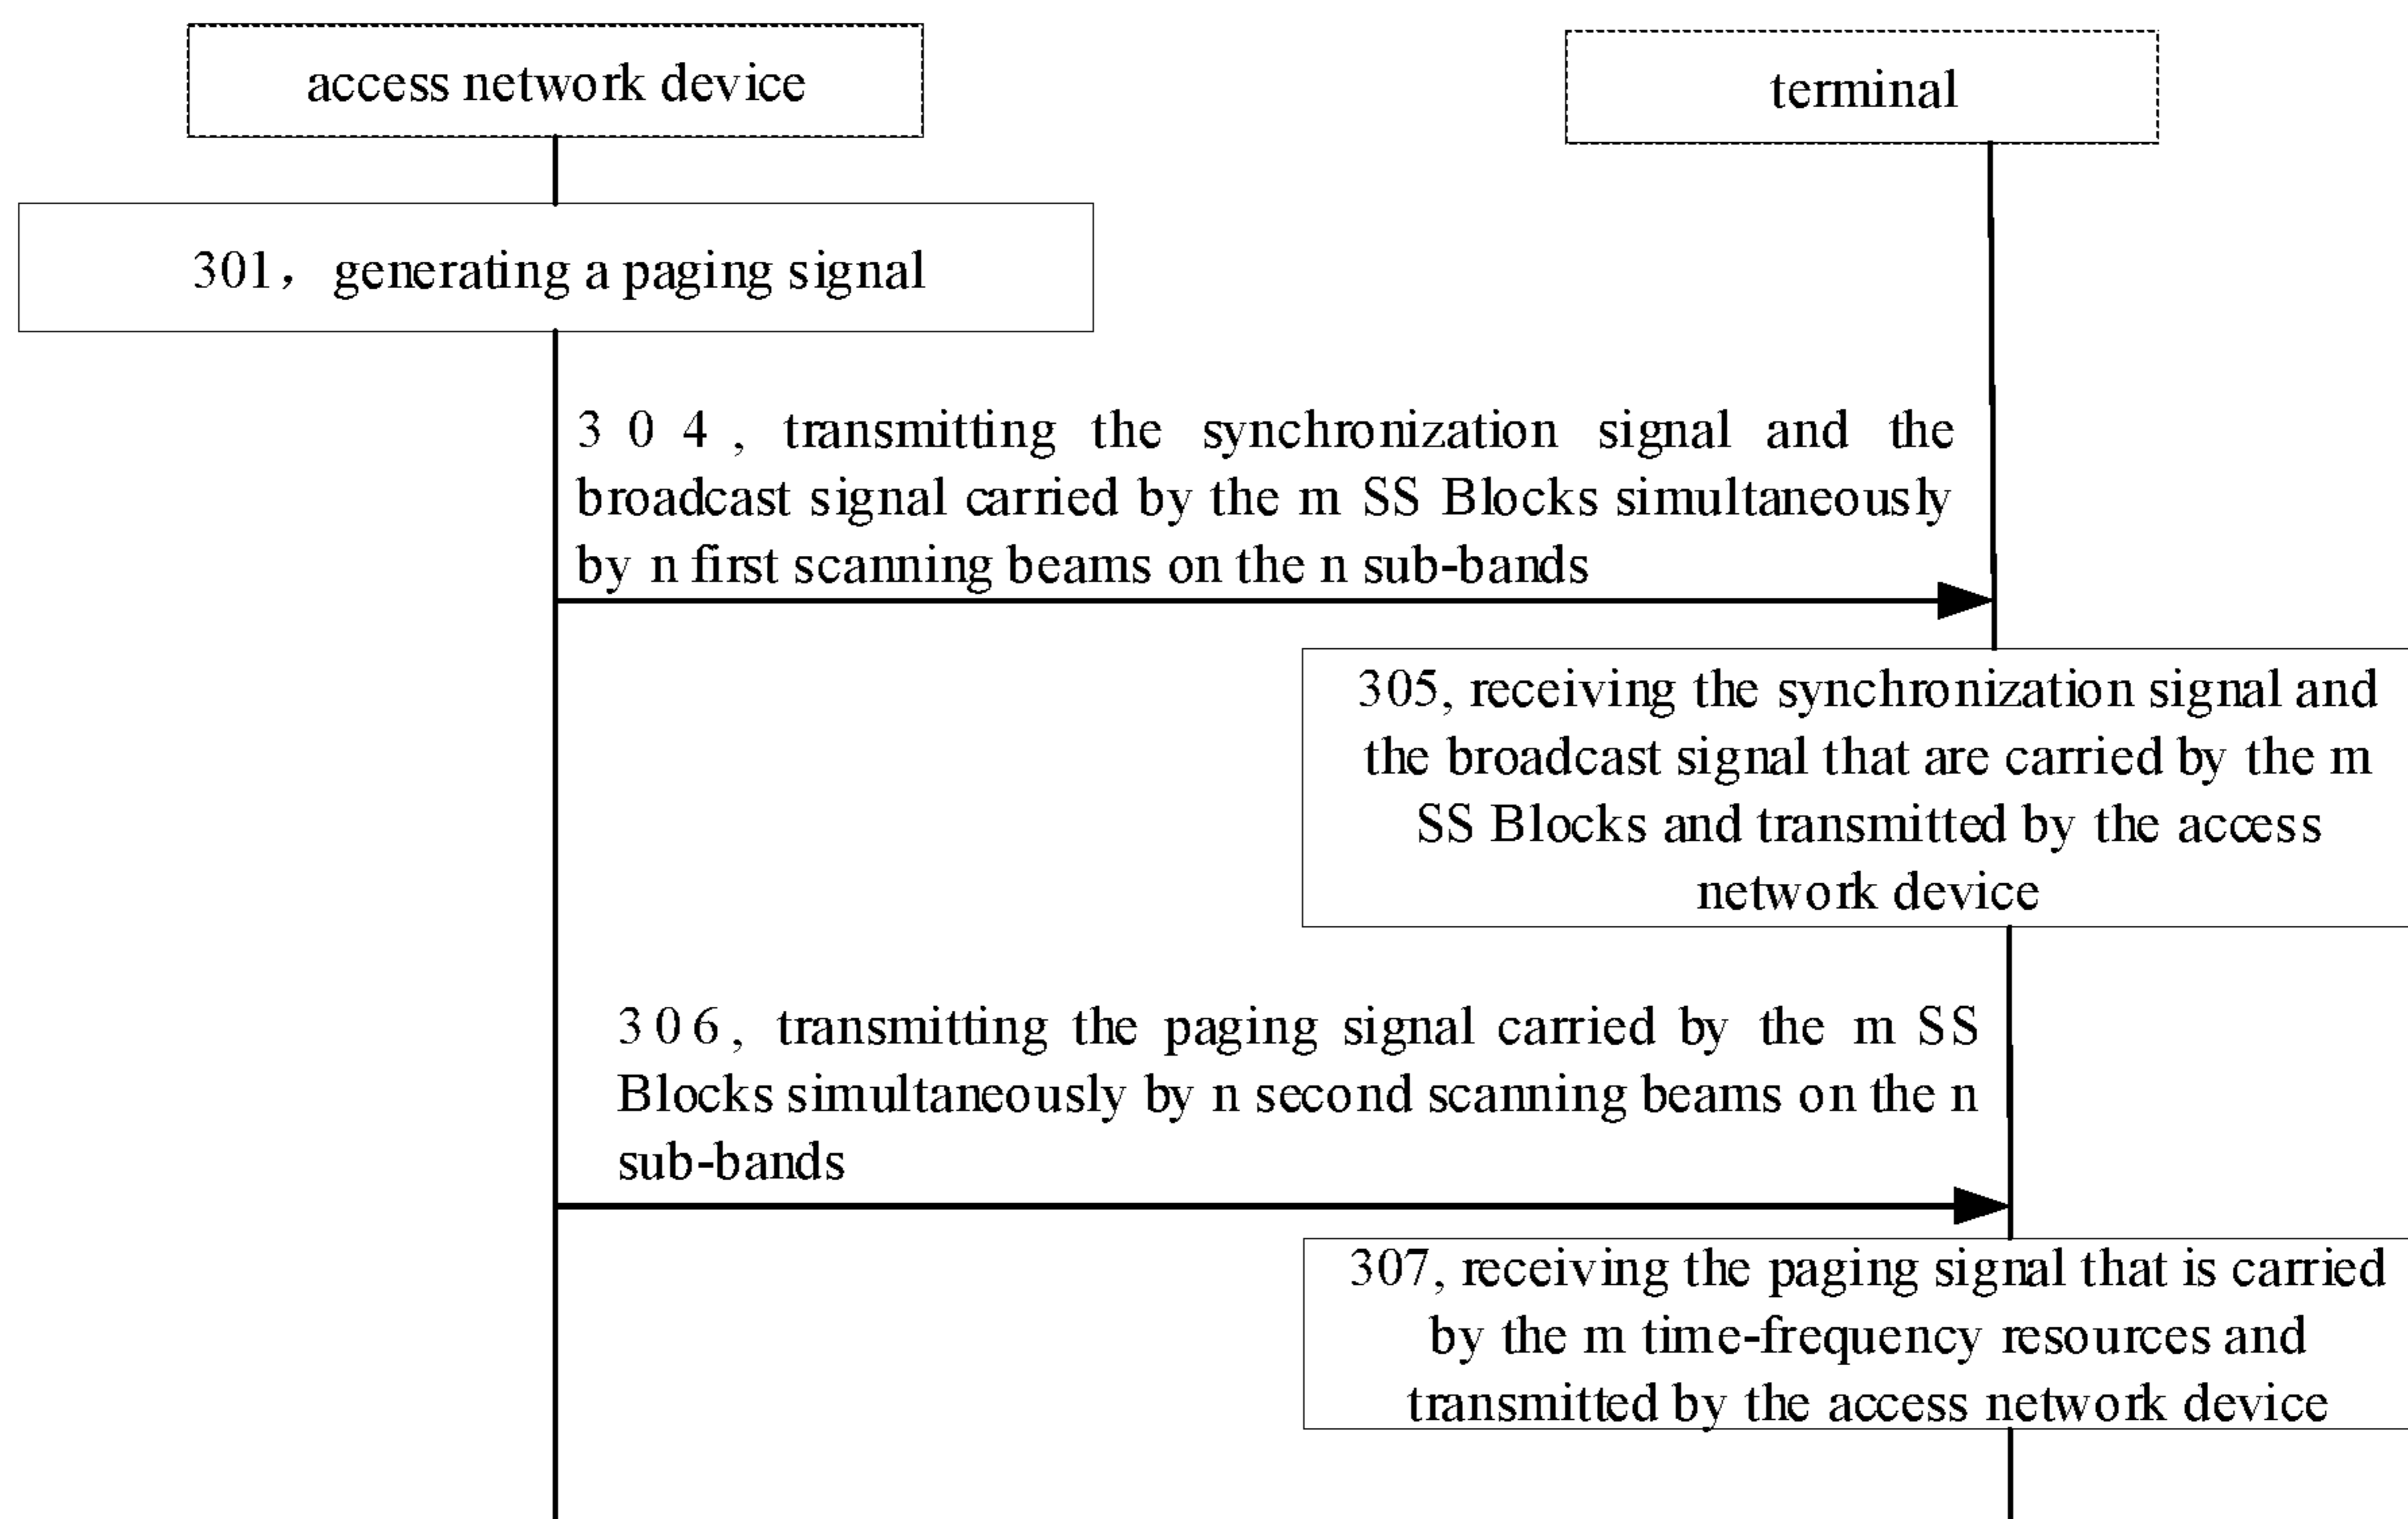 access network device
terminal
301， generating a paging signal
3 0 4 , transmitting the synchronization signal and the
broadcast signal carried by the m SS Blocks simultaneously
by n first scanning beams on the n sub-bands
305, receiving the synchronization signal and
the broadcast signal that are carried by the m
SS Blocks and transmitted by the access
network device
306, transmitting the paging signal carried by the m SS
Blocks simultaneously by n second scanning beams on the n
sub-bands
307, receiving the paging signal that is carried
by the m time-frequency resources and
transmitted by the access network device